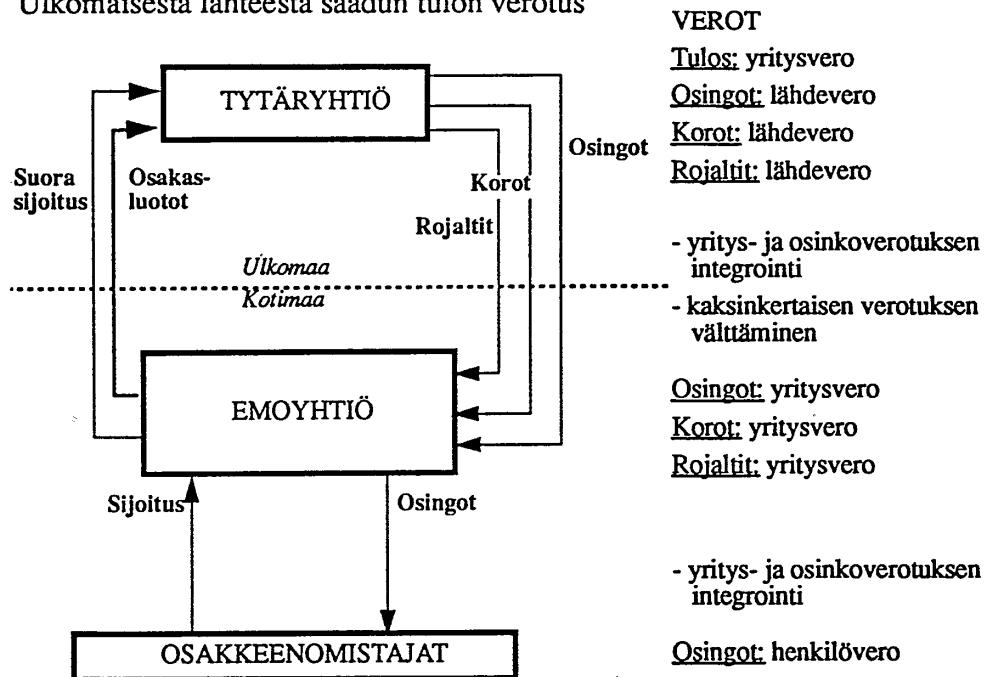 Ulkomaisesta lähteestä saadun tulon verotus
VEROT
Tulos: yritysvero
Osingot: lähdevero
Korot: lähdevero
Rojaltit: lähdevero
TYTÄRYHTIÖ
Osingot
Suora
sijoitus
Osakas-
luotot
Korot
Rojaltit
- yritys- ja osinkoverotuksen
integrointi
Ulkomaa
Kotimaa
- kaksinkertaisen verotuksen
välttäminen
EMOYHTIÖ
Osingot: yritysvero
Korot: yritysvero
Rojaltit: yritysvero
Sijoitus
Osingot
- yritys- ja osinkoverotuksen
integrointi
OSAKKEENOMISTAJAT
Osingot: henkilövero